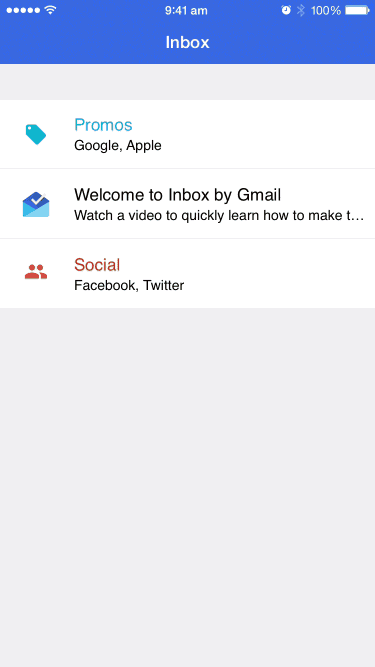 9:41 am
100%
Inbox
Promos
Google, Apple
Welcome to Inbox by Gmail
Watch a video to quickly learn how to make t…
Social
Facebook, Twitter